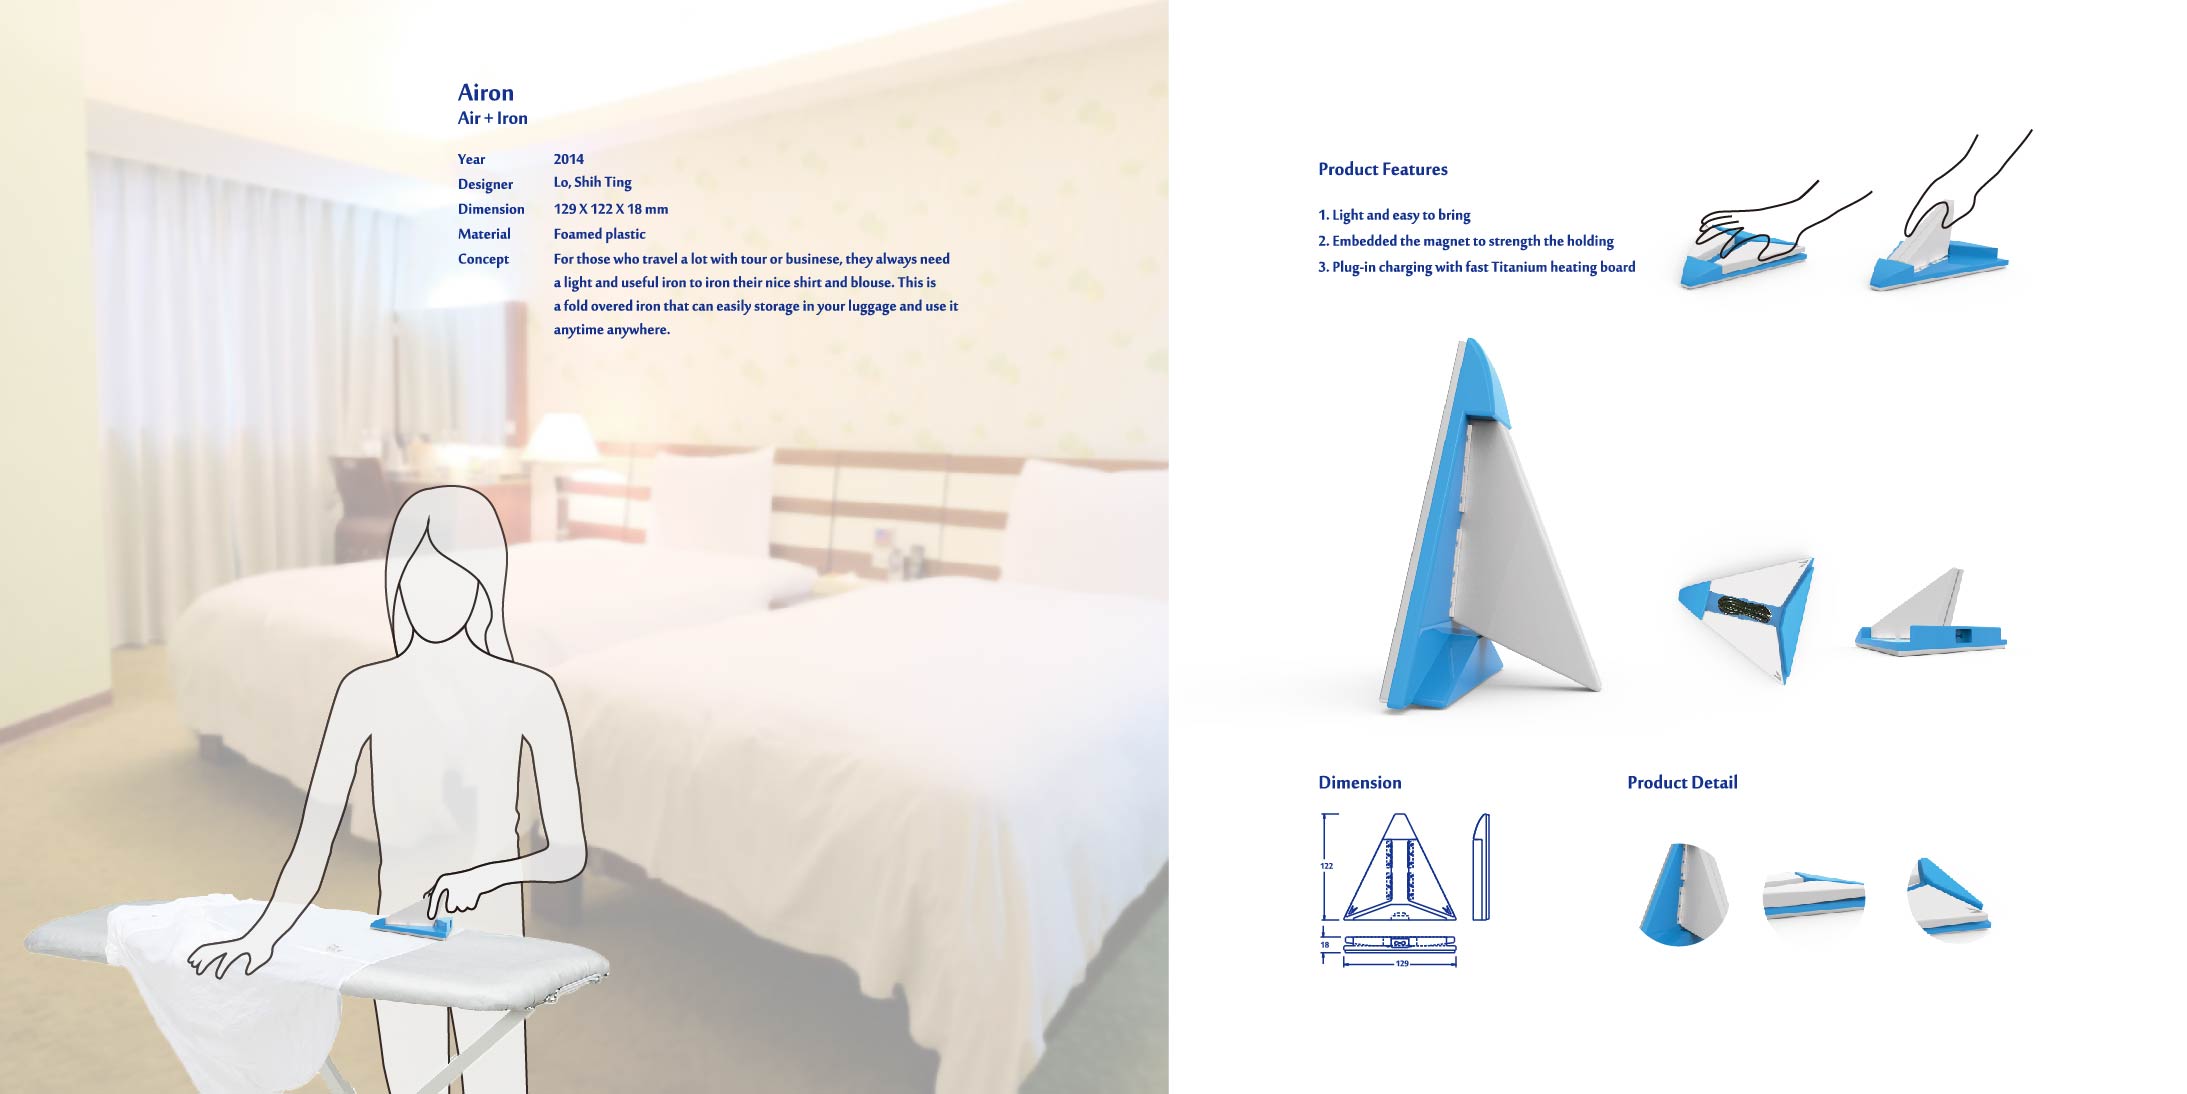 Airon
Air + Iron
Year 2014
Designer Lo, Shih Ting
Dimension 129 X 122 X 18 mm
Material Foamed plastic
Concept For those who travel a lot with tour or businese, they always need
a light and useful iron to iron their nice shirt and blouse. This is
a fold overed iron that can easily storage in your luggage and use it
anytime anywhere.
Product Features
1. Light and easy to bring
2. Embedded the magnet to strength the holding
3. Plug-in charging with fast Titanium heating board
Dimension
122
18
129
Product Detail